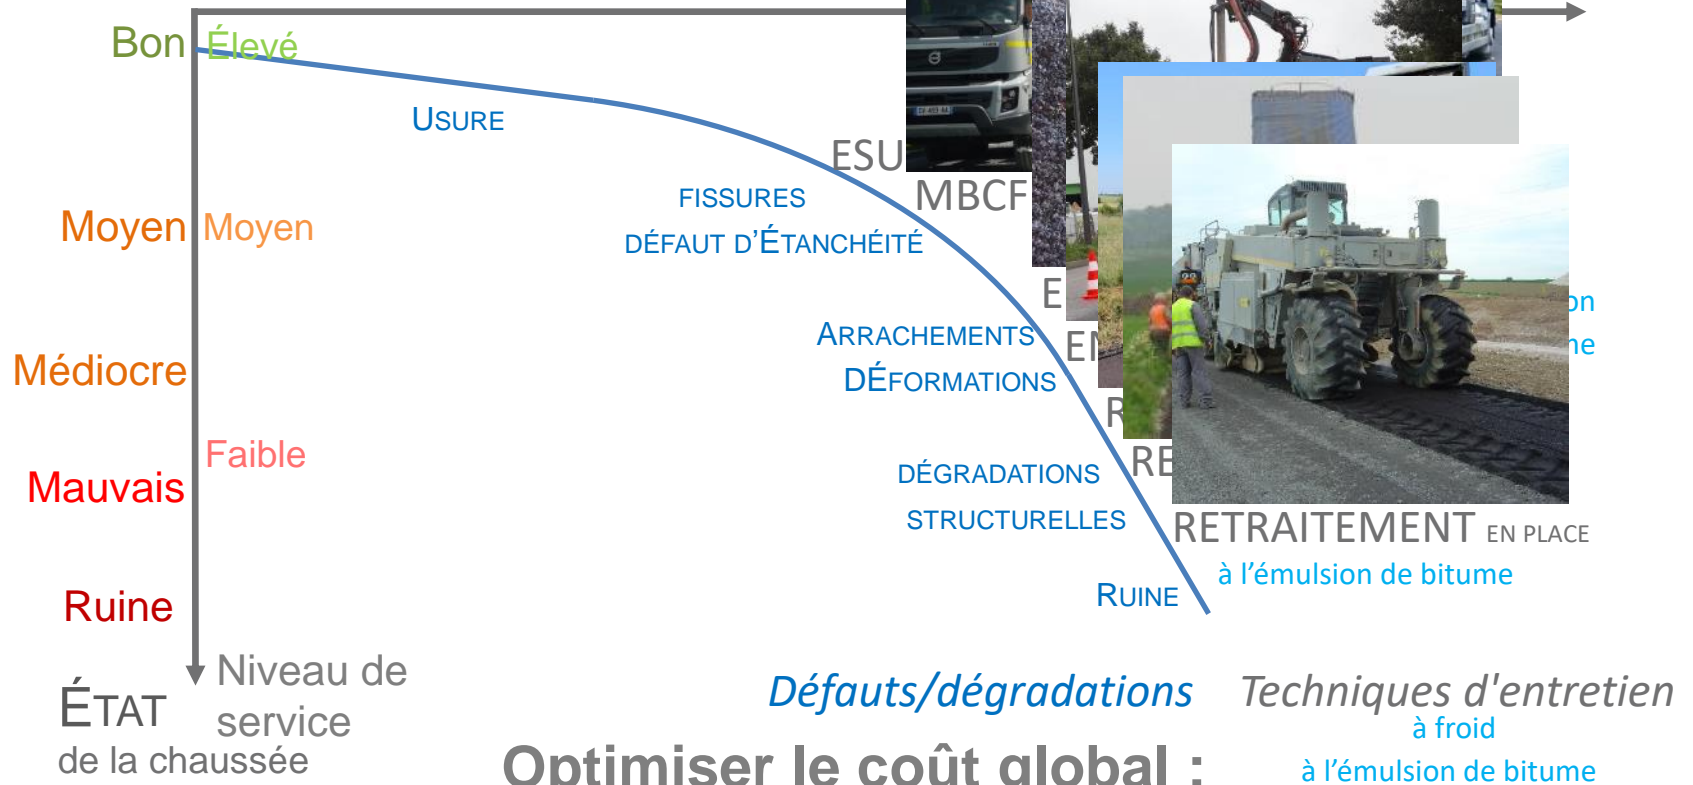 Bon
Élevé
USURE
ESU
MBCF
FISSURES
DÉFAUT D'ÉTANCHÉITÉ
Moyen
Moyen
ARRACHEMENTS
DÉFORMATIONS
Médiocre
Faible
Mauvais
DÉGRADATIONS
STRUCTURELLES
RETRAITEMENT EN PLACE
à l'émulsion de bitume
RUINE
Ruine
Niveau de
service
ÉTAT
de la chaussée
Défauts/dégradations
Techniques d'entretien
à froid
à l'émulsion de bitume
Optimiser le coût global :